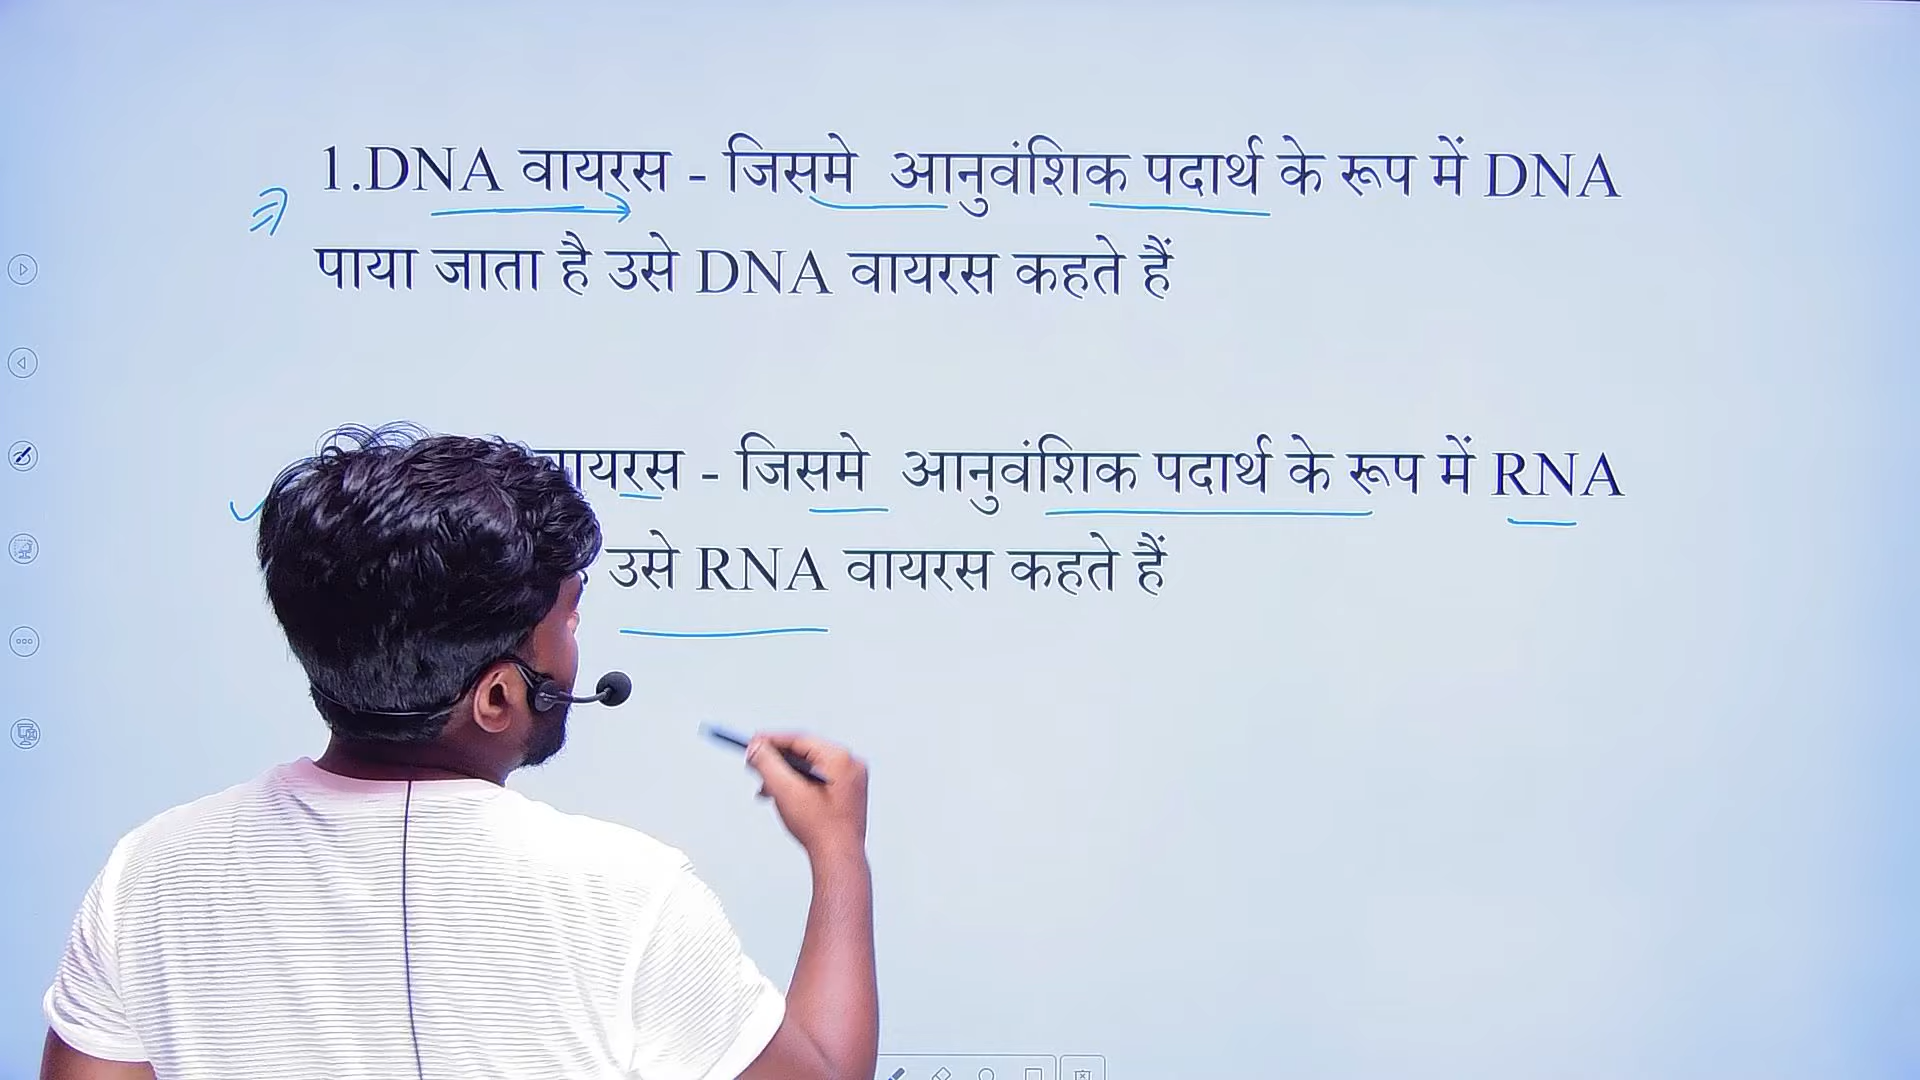 1.DNA वायरस - जिसमे आनुवंशिक पदार्थ के रूप में DNA
पाया जाता है उसे DNA वायरस कहते हैं
- जिसमे आनुवंशिक पदार्थ के रूप में RNA
उसे RNA वायरस कहते हैं